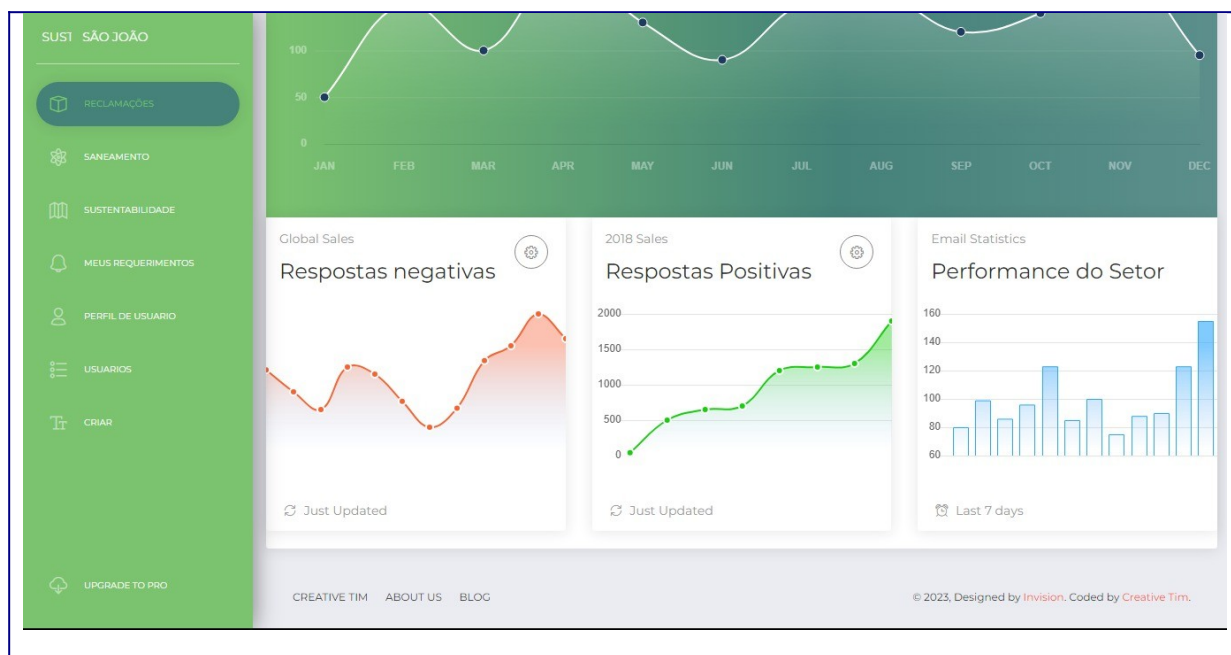 SUST SÃO JOÃO
RECLAMAÇÕES
SANEAMENTO
SUSTENTABILIDADE
MEUS REQUERIMENTOS
PERFIL DE USUARIO
USUARIOS
CRIAR
UPGRADE TO PRO
100
50
0
JAN FEB MAR APR MAY JUN JUL AUG SEP OCT NOV DEC
Global Sales
Respostas negativas
Just Updated
2018 Sales
Respostas Positivas
2000
1500
1000
500
0
Just Updated
Email Statistics
Performance do Setor
160
140
120
100
80
60
Last 7 days
CREATIVE TIM ABOUT US BLOG
© 2023, Designed by Invision. Coded by Creative Tim.